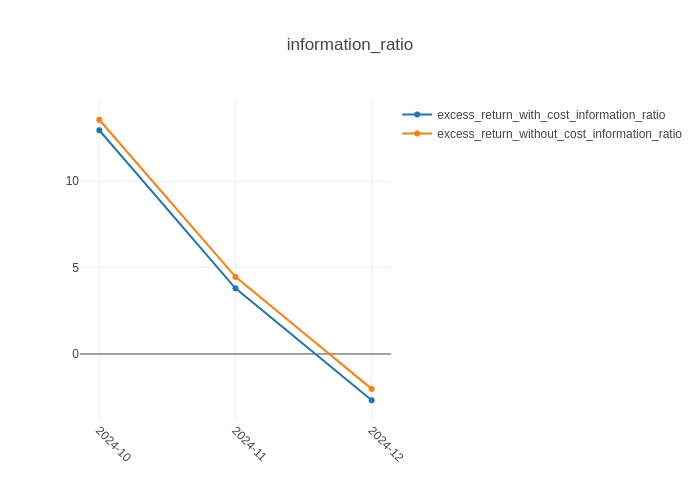 information_ratio
excess_return_with_cost_information_ratio
excess_return_without_cost_information_ratio
10
5
0
2024-10
2024-11
2024-12